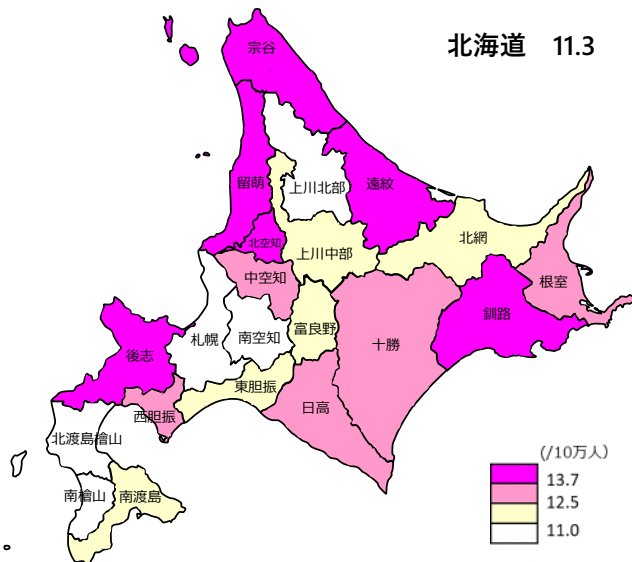 北海道 11.3
宗谷
上川北部
遠紋
留萌
北空知
上川中部
北網
中空知
根室
釧路
札幌
南空知
富良野
十勝
後志
東胆振
西胆振
日高
北渡島檜山
南檜山
南渡島
(/10万人)
13.7
12.5
11.0